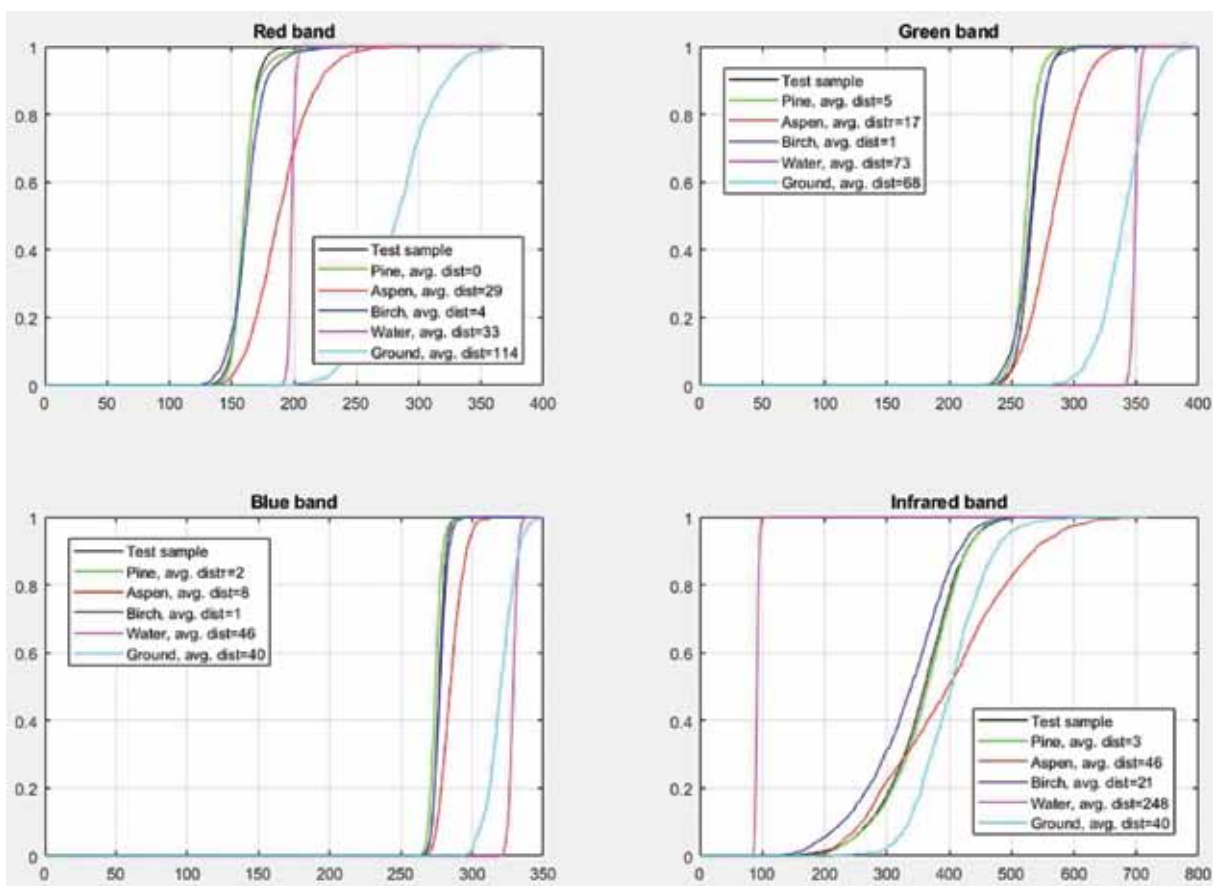 Red band
1
0.8
0.6
0.4
0.2
0
Test sample
Pine, avg. dist=0
Aspen, avg. dist=29
Birch, avg. dist=4
Water, avg. dist=33
Ground, avg. dist=114
0 50 100 150 200 250 300 350 400
Green band
1
0.8
0.6
0.4
0.2
0
Test sample
Pine, avg. dist=5
Aspen, avg. distr=17
Birch, avg. dist=1
Water, avg. dist=73
Ground, avg. dist=68
0 50 100 150 200 250 300 350 400
Blue band
1
0.8
0.6
0.4
0.2
0
Test sample
Pine, avg. distr=2
Aspen, avg. dist=8
Birch, avg. dist=1
Water, avg. dist=46
Ground, avg. dist=40
0 50 100 150 200 250 300 350
Infrared band
1
0.8
0.6
0.4
0.2
0
Test sample
Pine, avg. dist=3
Aspen, avg. dist=46
Birch, avg. dist=21
Water, avg. dist=248
Ground, avg. dist=40
0 100 200 300 400 500 600 700 800